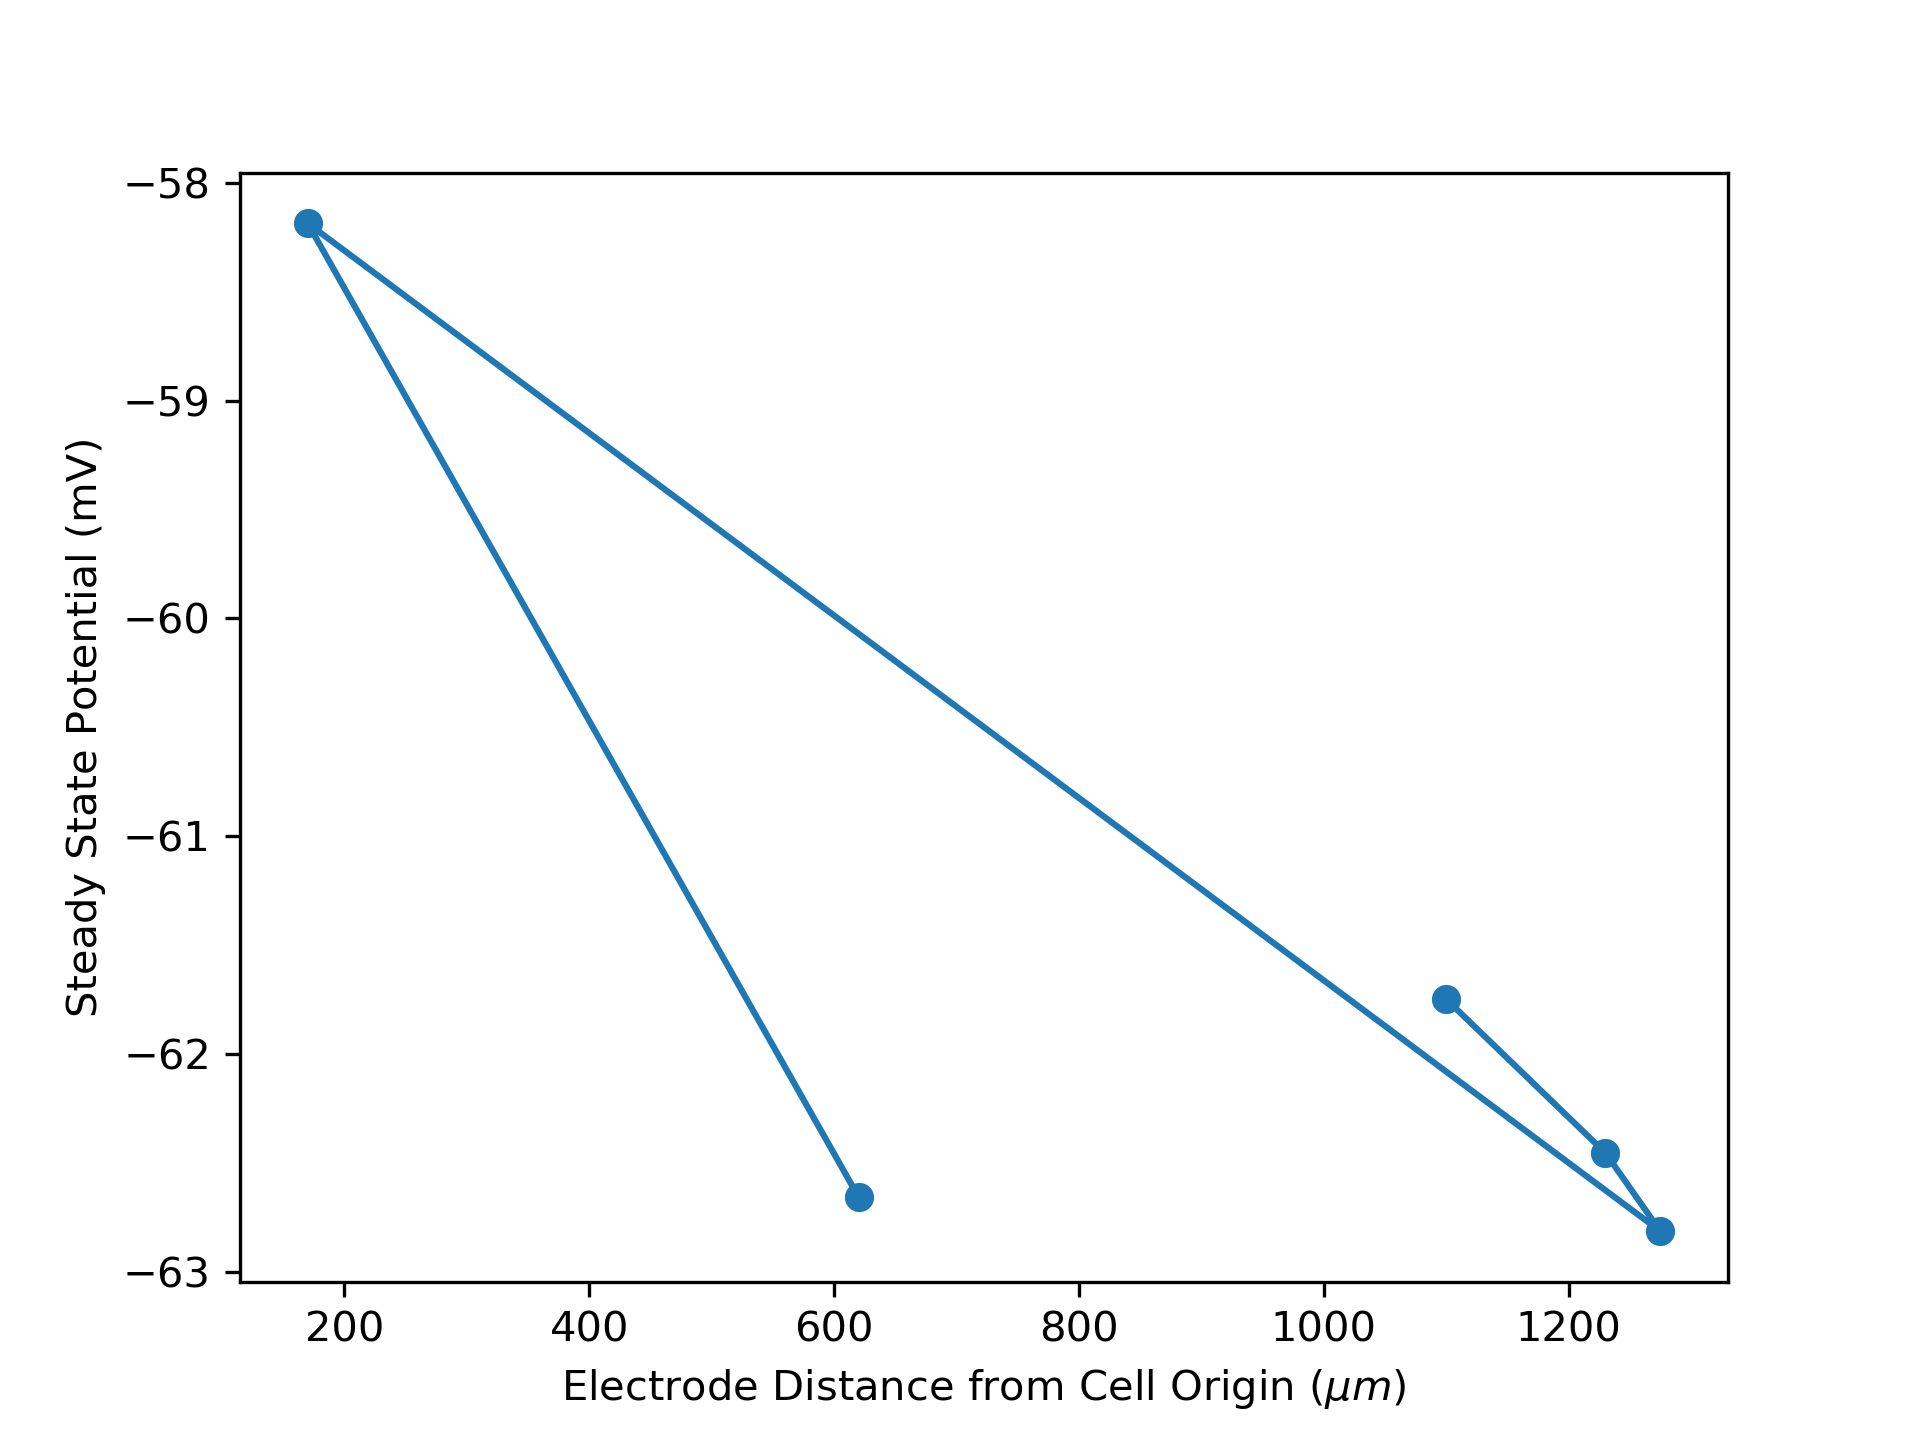 −58
−59
−60
−61
−62
−63
Steady State Potential (mV)
200 400 600 800 1000 1200
Electrode Distance from Cell Origin (μm)